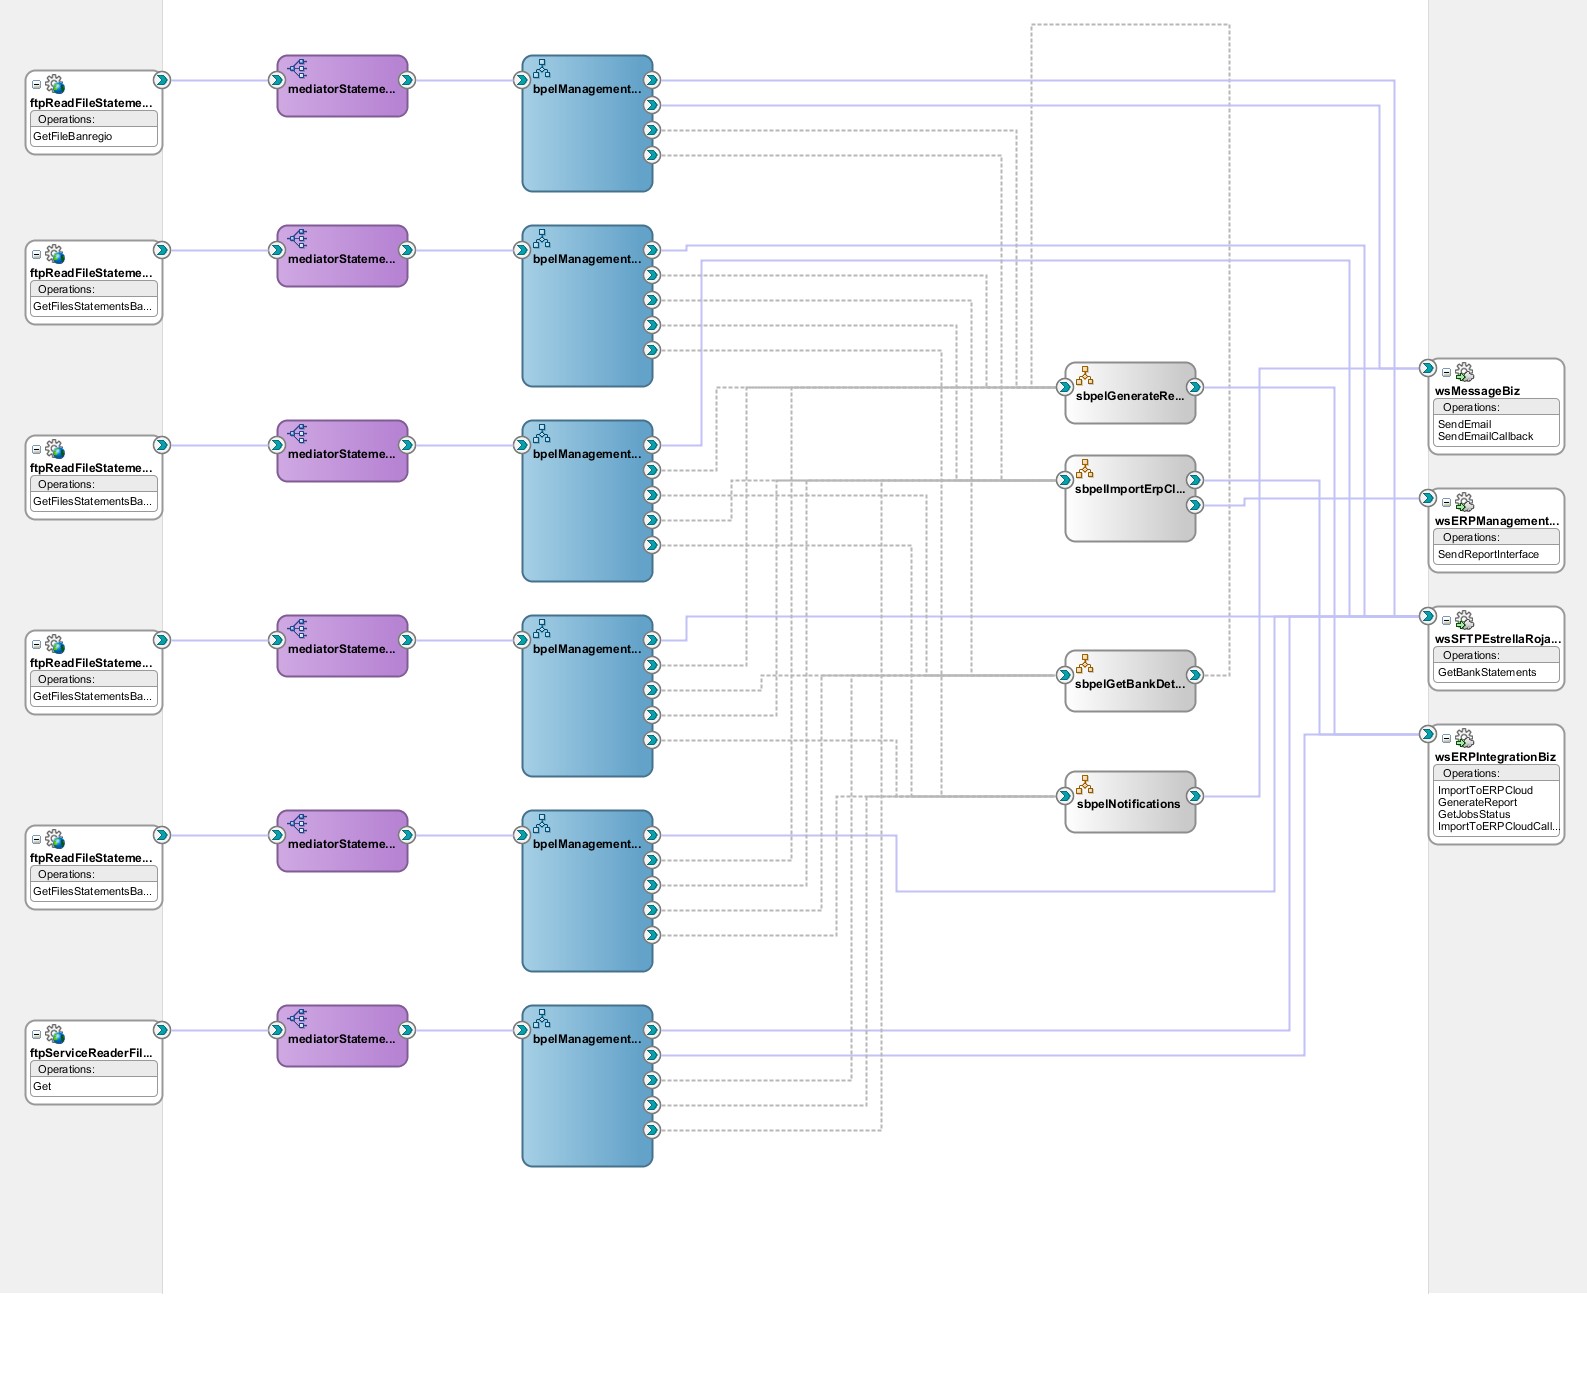 ftpReadFileStateme...
Operations:
GetFileBanregio
mediatorStateme...
bpelManagement...
ftpReadFileStateme...
Operations:
GetFilesStatementsBa...
mediatorStateme...
bpelManagement...
ftpReadFileStateme...
Operations:
GetFilesStatementsBa...
mediatorStateme...
bpelManagement...
ftpReadFileStateme...
Operations:
GetFilesStatementsBa...
mediatorStateme...
bpelManagement...
ftpReadFileStateme...
Operations:
GetFilesStatementsBa...
mediatorStateme...
bpelManagement...
ftpServiceReaderFil...
Operations:
Get
mediatorStateme...
bpelManagement...
sbpelGenerateRe...
sbpelImportErpCl...
sbpelGetBankDet...
sbpelNotifications
wsMessageBiz
Operations:
SendEmail
SendEmailCallback
wsERPManagement...
Operations:
SendReportInterface
wsSFTPEstrellaRoja...
Operations:
GetBankStatements
wsERPIntegrationBiz
Operations:
ImportToERPCloud
GenerateReport
GetJobsStatus
ImportToERPCloudCall...